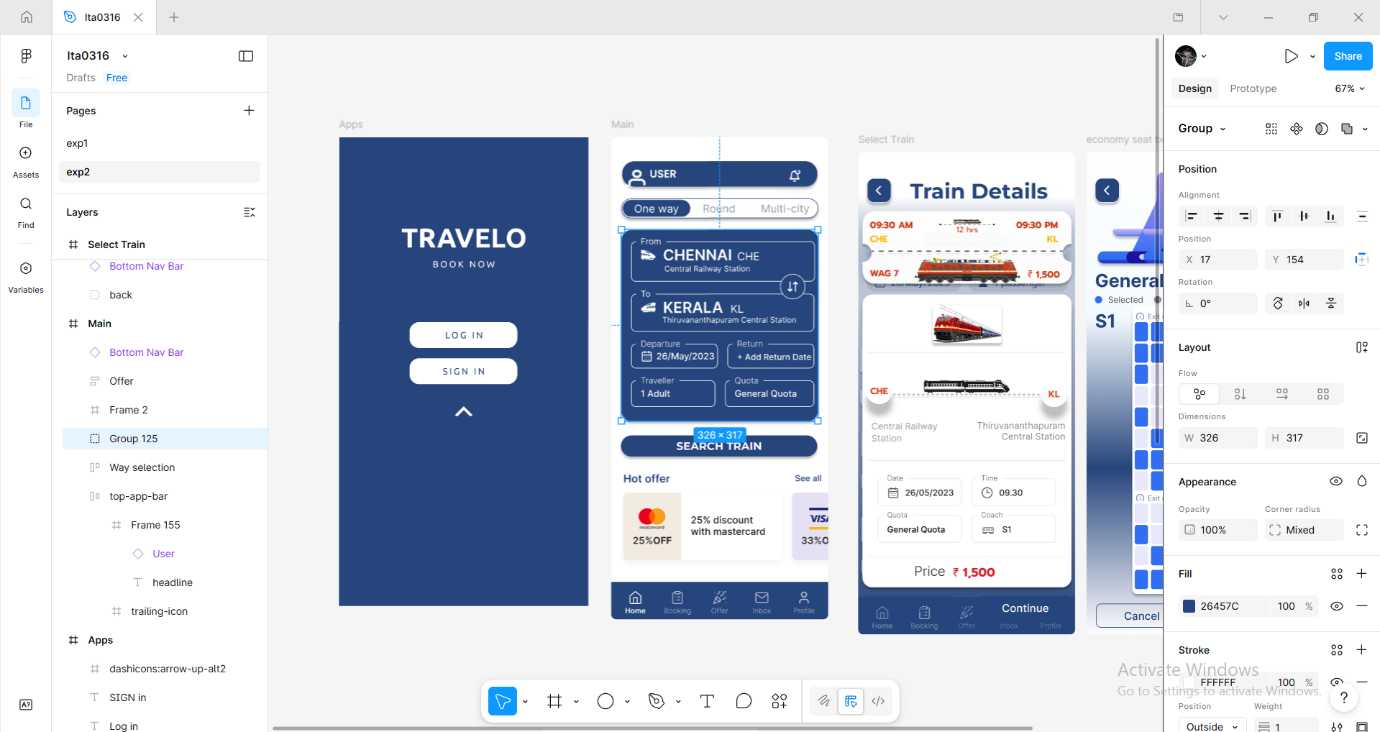 Ita0316
Ita0316
Drafts
Free
Share
File
Assets
Find
Variables
Pages
exp1
exp2
Layers
Select Train
Bottom Nav Bar
back
Main
Bottom Nav Bar
Offer
Frame 2
Group 125
Way selection
top-app-bar
Frame 155
User
headline
trailing-icon
Apps
dashicons:arrow-up-alt2
SIGN in
Log in
Apps
TRAVELO
BOOK NOW
LOG IN
SIGN IN
Main
USER
One way Round Multi-city
From
CHENNAI CHE
Central Railway Station
To
KERALA KL
Thiruvananthapuram Central Station
Departure Return
26/May/2023 + Add Return Date
Traveller Quota
1 Adult General Quota
326 × 317
SEARCH TRAIN
Hot offer See all
mastercard
25%OFF
25% discount
with mastercard
VISA
33%O
Home Booking Offer Inbox Profile
Select Train
Train Details
09:30 AM 12 hrs 09:30 PM
CHE KL
WAG 7 ₹ 1,500
CHE KL
Central Railway
Station
Thiruvananthapuram
Central Station
Date Time
26/05/2023 09.30
Quota Coach
General Quota S1
Price ₹ 1,500
Continue
Home Booking Offer Inbox Profile
economy seat b
General
Selected
S1
Exit
Exit
Cancel
Design Prototype 67%
Group
Position
Alignment
Position
X 17 Y 154
Rotation
0°
Layout
Flow
Dimensions
W 326 H 317
Appearance
Opacity Corner radius
100% Mixed
Fill
26457C 100 %
Stroke
FFFFFF 100 %
Position Weight
Outside 1
Activate Windows
Go to Settings to activate Windows.
?
A?